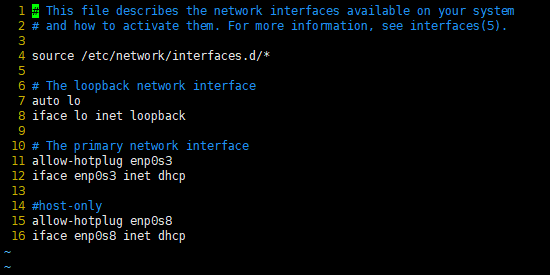 1 # This file describes the network interfaces available on your system
2 # and how to activate them. For more information, see interfaces(5).
3
4 source /etc/network/interfaces.d/*
5
6 # The loopback network interface
7 auto lo
8 iface lo inet loopback
9
10 # The primary network interface
11 allow-hotplug enp0s3
12 iface enp0s3 inet dhcp
13
14 #host-only
15 allow-hotplug enp0s8
16 iface enp0s8 inet dhcp
~
~